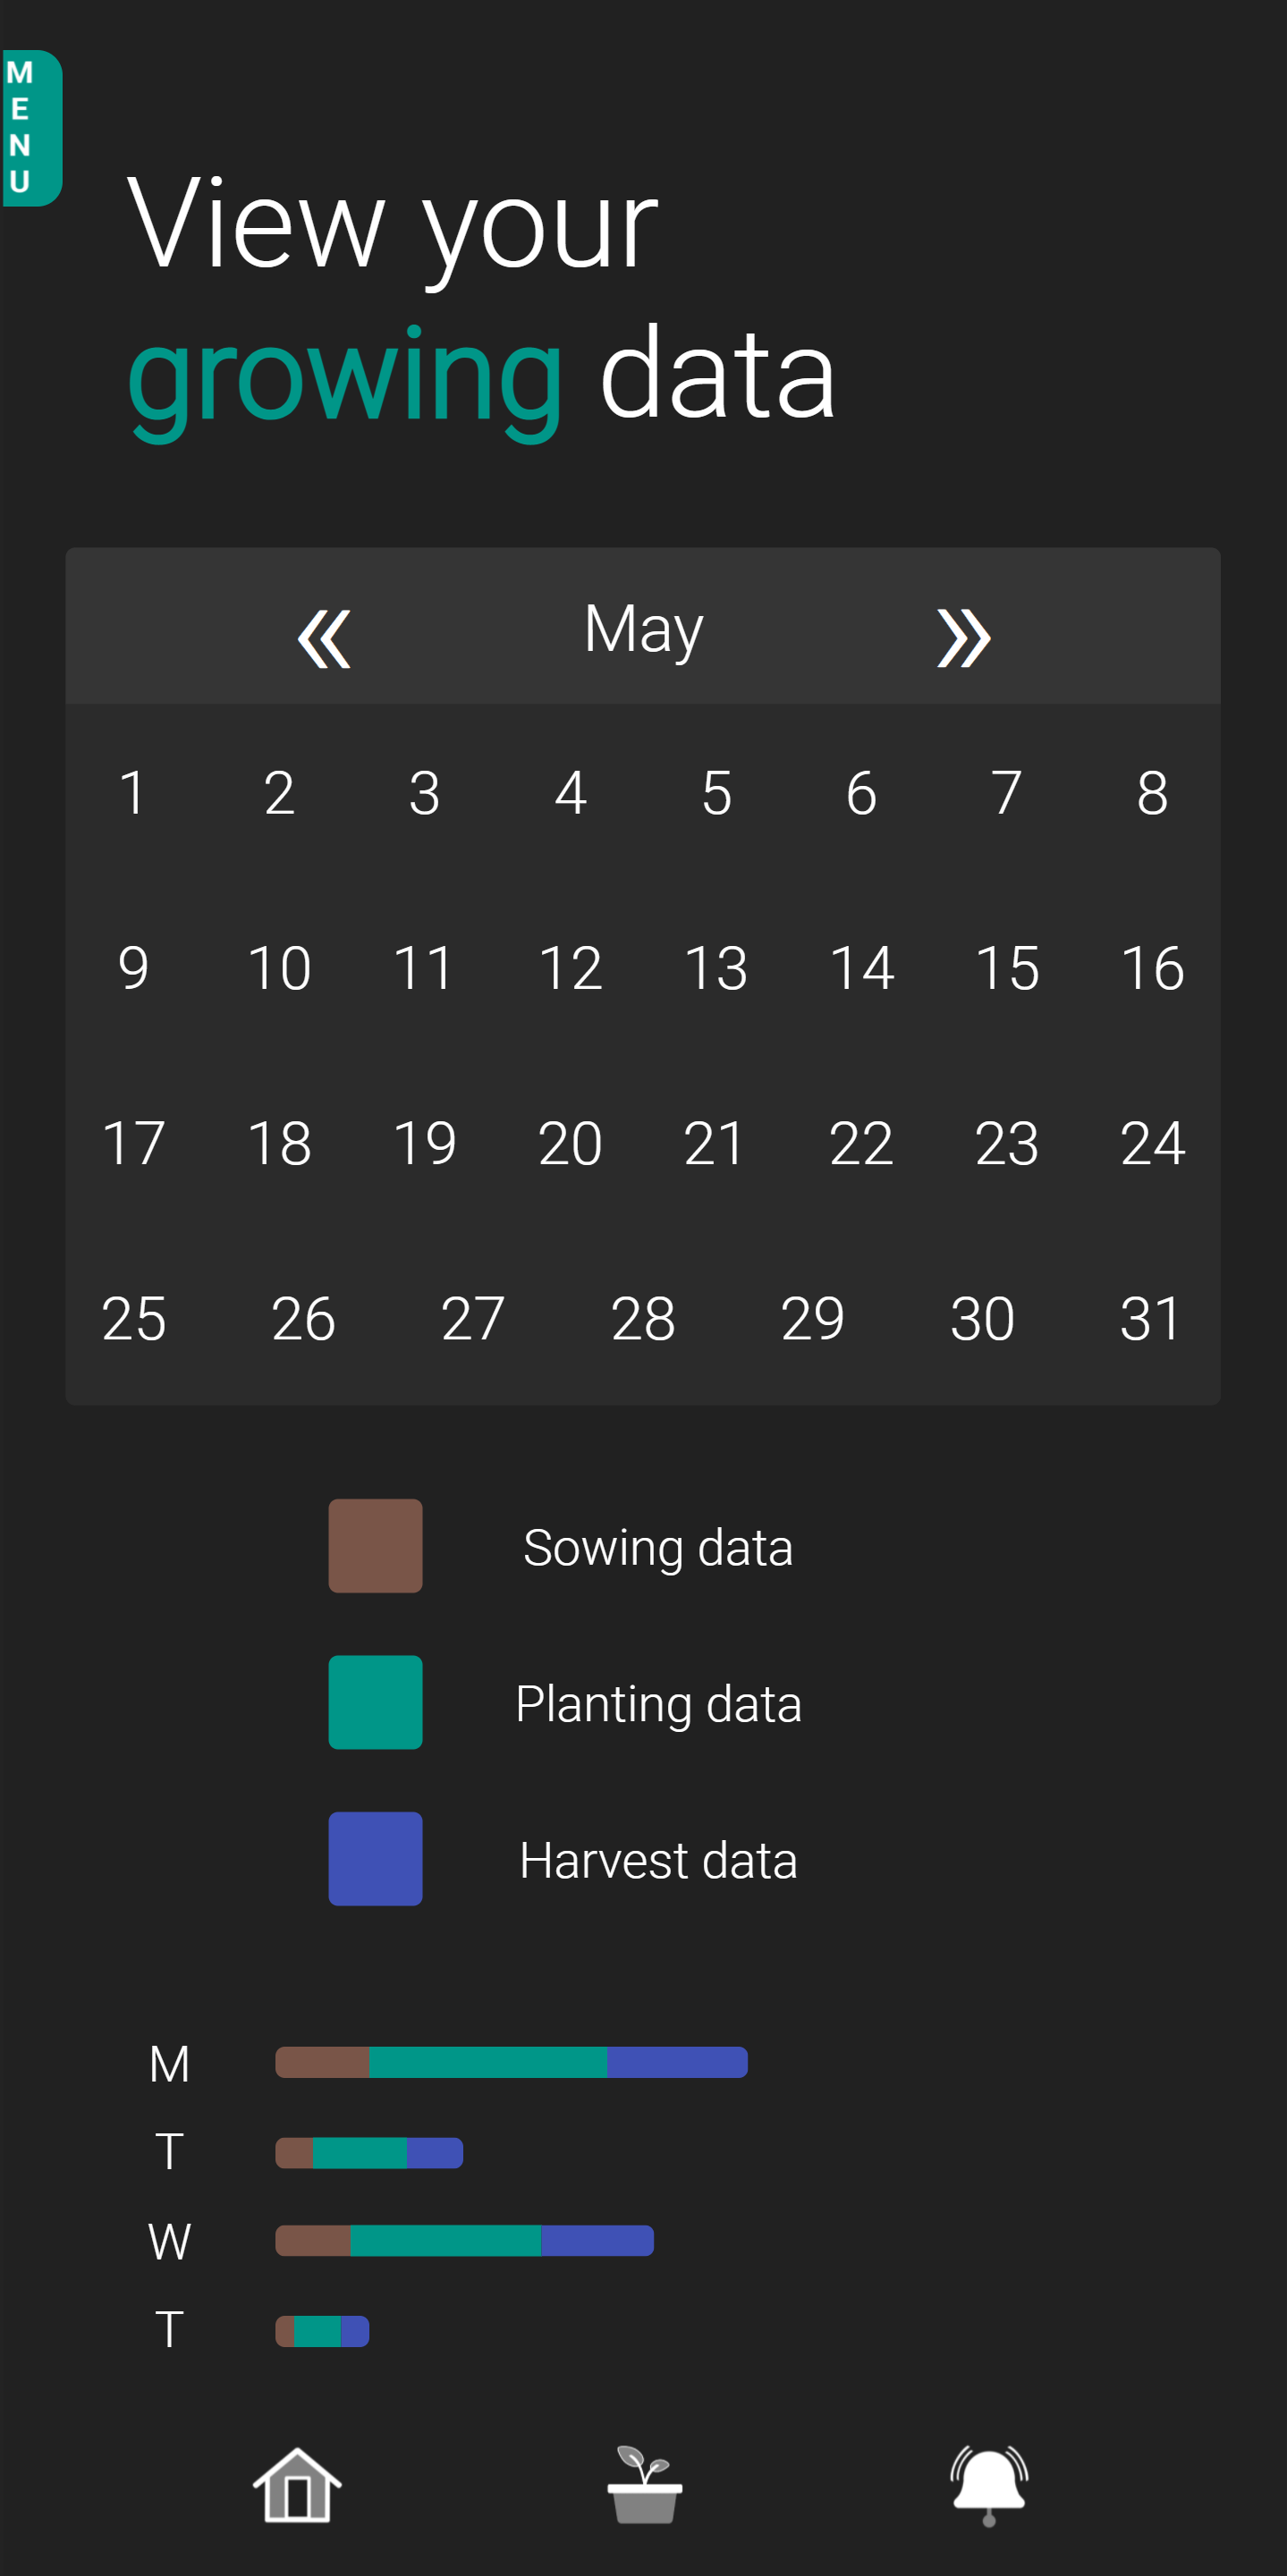 M
E
N
U
View your
growing data
« May »
1 2 3 4 5 6 7 8
9 10 11 12 13 14 15 16
17 18 19 20 21 22 23 24
25 26 27 28 29 30 31
Sowing data
Planting data
Harvest data
M
T
W
T